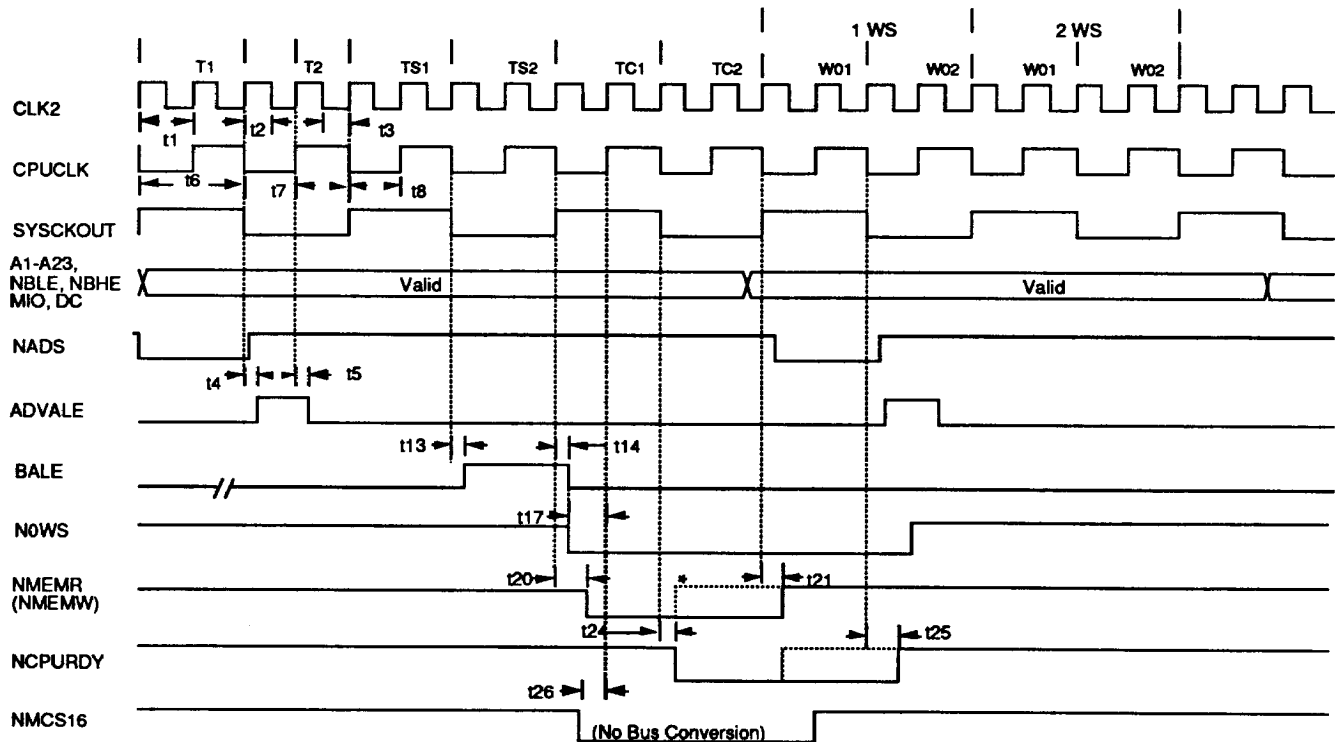 1 WS
2 WS
T1
T2
TS1
TS2
TC1
TC2
W01
W02
W01
W02
CLK2
t1
t2
t3
CPUCLK
t6
t7
t8
SYSCKOUT
A1-A23,
NBLE, NBHE
MIO, DC
Valid
Valid
NADS
t4
t5
ADVALE
t13
t14
BALE
t17
N0WS
t20
*
t21
NMEMR
(NMEMW)
t24
t25
NCPURDY
t26
NMCS16
(No Bus Conversion)